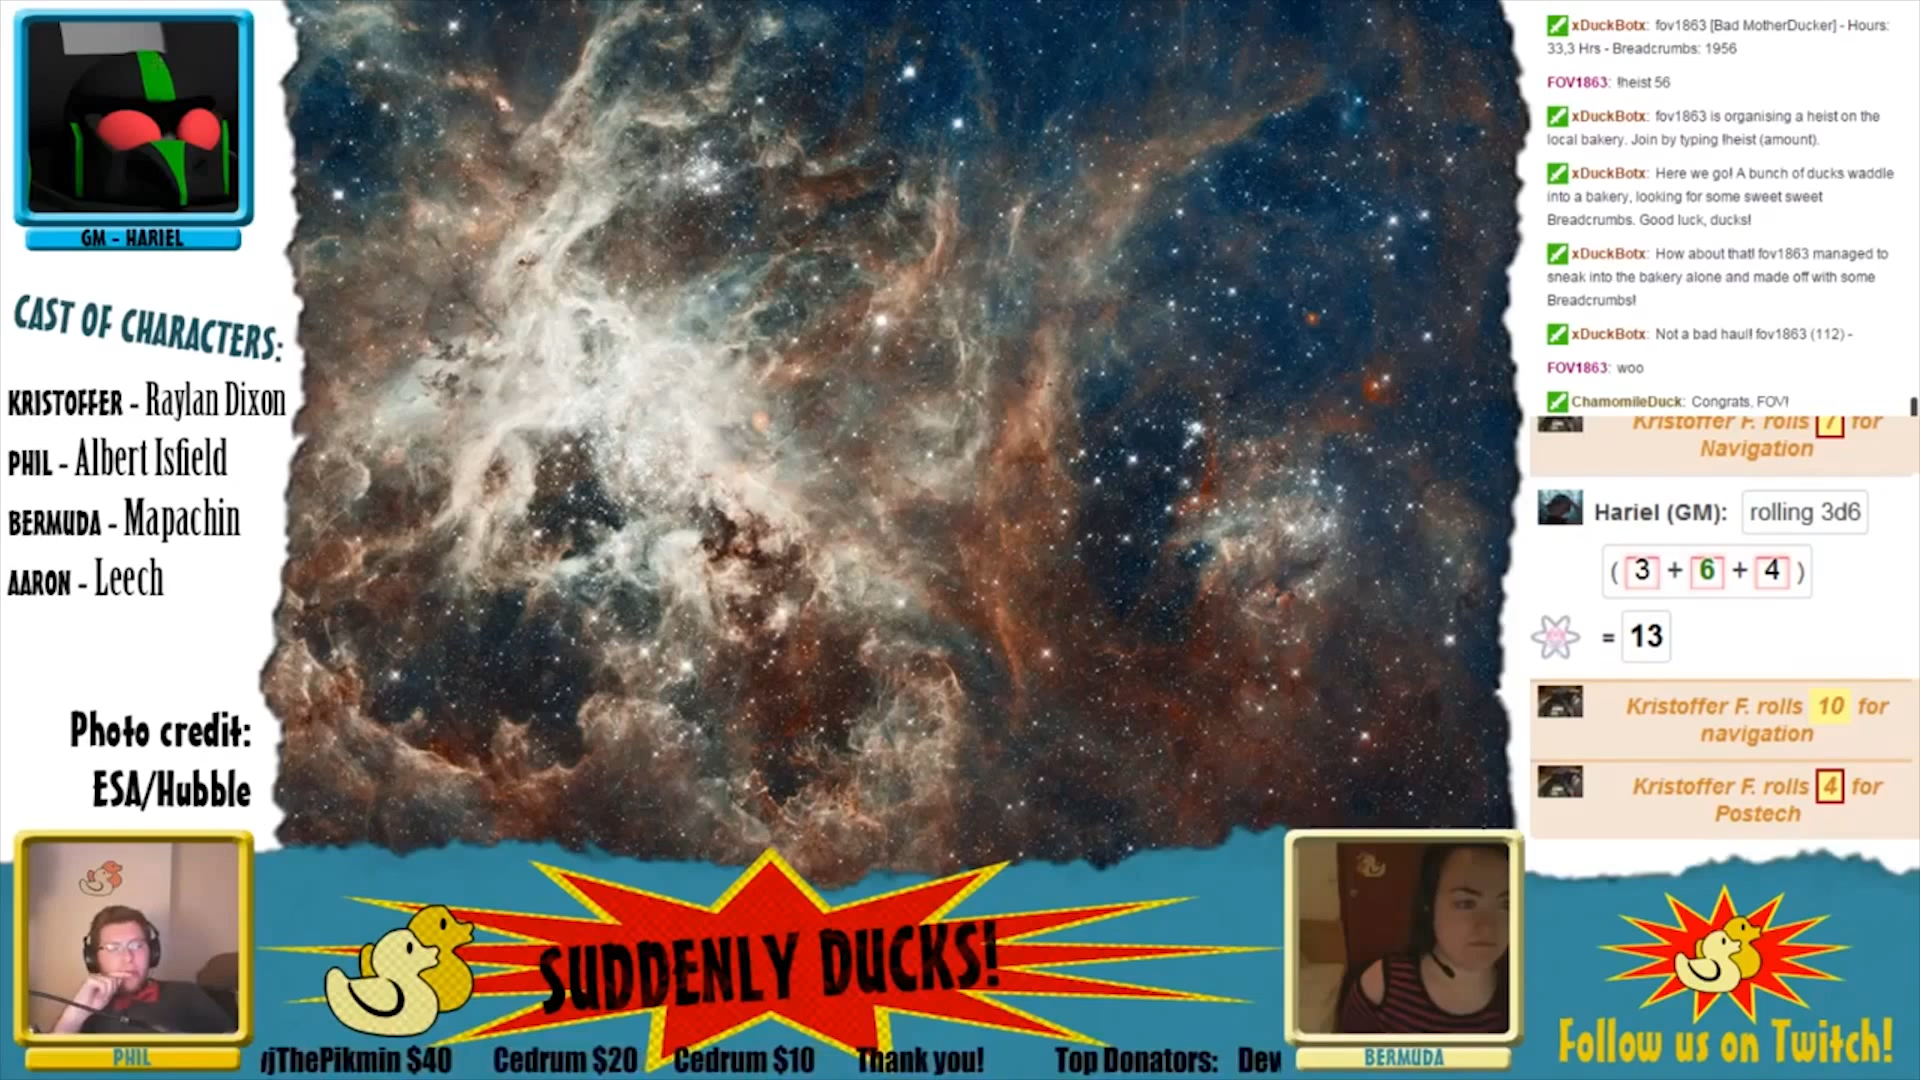 GM - HARIEL
CAST OF CHARACTERS:
KRISTOFFER - Raylan Dixon
PHIL - Albert Isfield
BERMUDA - Mapachin
AARON - Leech
Photo credit:
ESA/Hubble
PHIL
xDuckBotx: fov1863 [Bad MotherDucker] - Hours:
33,3 Hrs - Breadcrumbs: 1956
FOV1863: !heist 56
xDuckBotx: fov1863 is organising a heist on the
local bakery. Join by typing !heist (amount).
xDuckBotx: Here we go! A bunch of ducks waddle
into a bakery, looking for some sweet sweet
Breadcrumbs. Good luck, ducks!
xDuckBotx: How about that! fov1863 managed to
sneak into the bakery alone and made off with some
Breadcrumbs!
xDuckBotx: Not a bad haul! fov1863 (112) -
FOV1863: woo
ChamomileDuck: Congrats, FOV!
Kristoffer F. rolls 7 for
Navigation
Hariel (GM): rolling 3d6
( 3 + 6 + 4 )
= 13
Kristoffer F. rolls 10 for
navigation
Kristoffer F. rolls 4 for
Postech
SUDDENLY DUCKS!
jThePikmin $40 Cedrum $20 Cedrum $10 Thank you! Top Donators: Dew
BERMUDA
Follow us on Twitch!